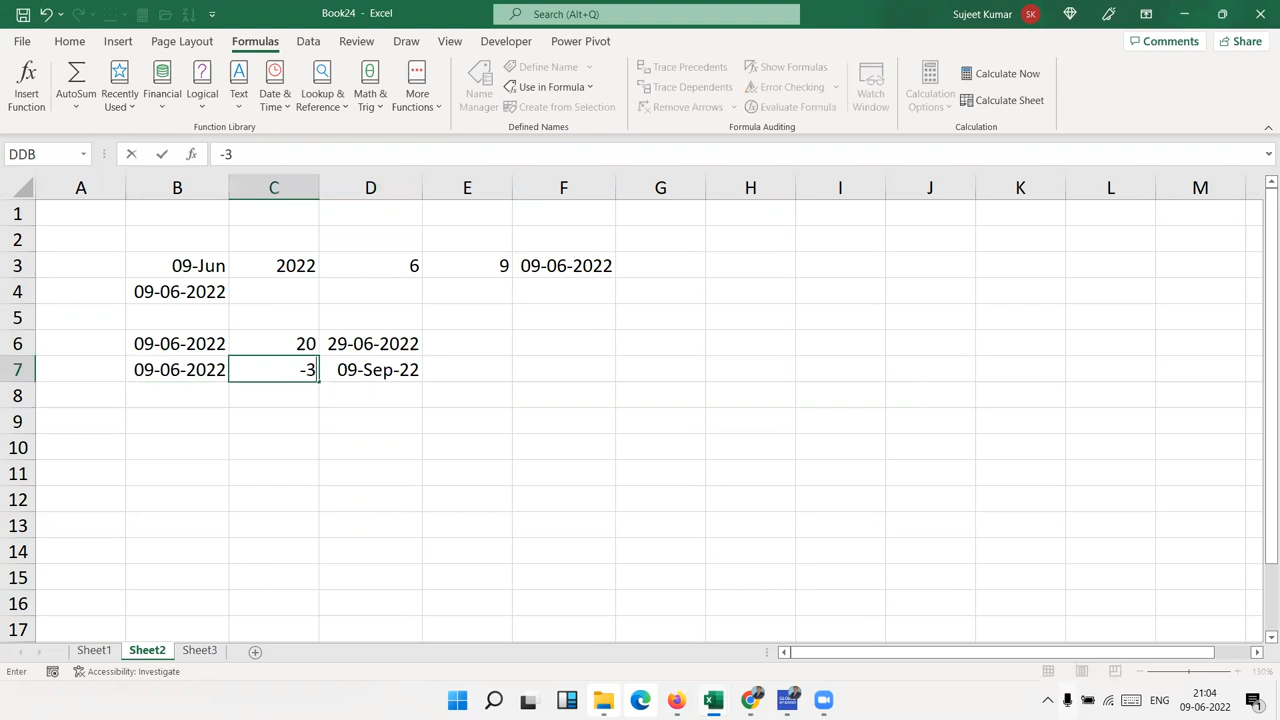 Book24 - Excel
Search (Alt+Q)
Sujeet Kumar
SK
File Home Insert Page Layout Formulas Data Review View Draw Developer Power Pivot
Comments
Share
fx
Insert Function
AutoSum
Recently Used
Financial
Logical
Text
Date & Time
Lookup & Reference
Math & Trig
More Functions
Function Library
Name Manager
Define Name
Use in Formula
Create from Selection
Defined Names
Trace Precedents
Trace Dependents
Remove Arrows
Show Formulas
Error Checking
Evaluate Formula
Formula Auditing
Watch Window
Calculation Options
Calculate Now
Calculate Sheet
Calculation
DDB
fx
-3
A B C D E F G H I J K L M
1
2
3 09-Jun 2022 6 9 09-06-2022
4 09-06-2022
5
6 09-06-2022 20 29-06-2022
7 09-06-2022 -3 09-Sep-22
8
9
10
11
12
13
14
15
16
17
Sheet1 Sheet2 Sheet3
Enter
Accessibility: Investigate
130%
ENG
21:04
09-06-2022
1